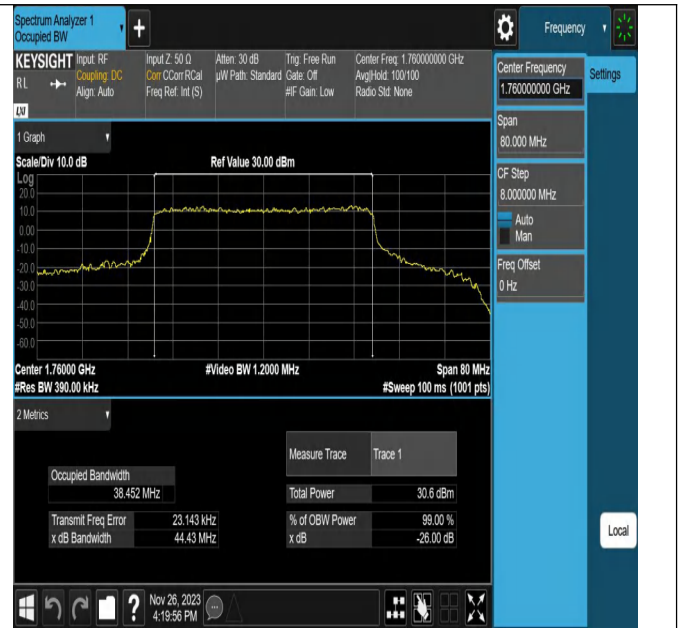 Spectrum Analyzer 1
Occupied BW
+
Frequency
KEYSIGHT
RL
LXI
Input: RF
Coupling: DC
Align: Auto
Input Z: 50 Ω
Corr CCorr RCal
Freq Ref: Int (S)
Atten: 30 dB
µW Path: Standard
Trig: Free Run
Gate: Off
#IF Gain: Low
Center Freq: 1.760000000 GHz
Avg|Hold: 100/100
Radio Std: None
Center Frequency
1.760000000 GHz
Settings
Span
80.000 MHz
CF Step
8.000000 MHz
Auto
Man
Freq Offset
0 Hz
Local
1 Graph
Scale/Div 10.0 dB
Ref Value 30.00 dBm
Log
20.0
10.0
0.00
-10.0
-20.0
-30.0
-40.0
-50.0
-60.0
Center 1.76000 GHz
#Video BW 1.2000 MHz
Span 80 MHz
#Res BW 390.00 kHz
#Sweep 100 ms (1001 pts)
2 Metrics
Measure Trace
Trace 1
Occupied Bandwidth
38.452 MHz
Total Power
30.6 dBm
Transmit Freq Error
23.143 kHz
% of OBW Power
99.00 %
x dB Bandwidth
44.43 MHz
x dB
-26.00 dB
?
Nov 26, 2023
4:19:56 PM